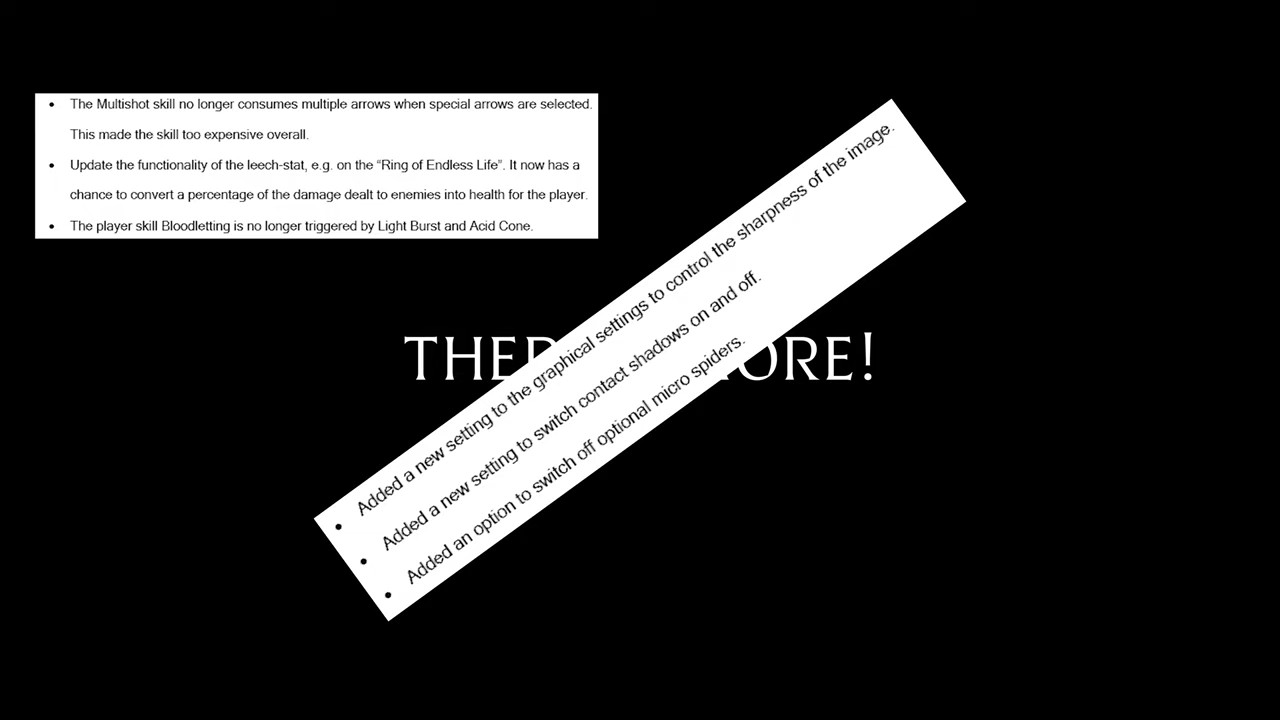 • The Multishot skill no longer consumes multiple arrows when special arrows are selected.
This made the skill too expensive overall.
• Update the functionality of the leech-stat, e.g. on the “Ring of Endless Life”. It now has a
chance to convert a percentage of the damage dealt to enemies into health for the player.
• The player skill Bloodletting is no longer triggered by Light Burst and Acid Cone.
• Added a new setting to the graphical settings to control the sharpness of the image.
• Added a new setting to switch contact shadows on and off.
• Added an option to switch off optional micro spiders.